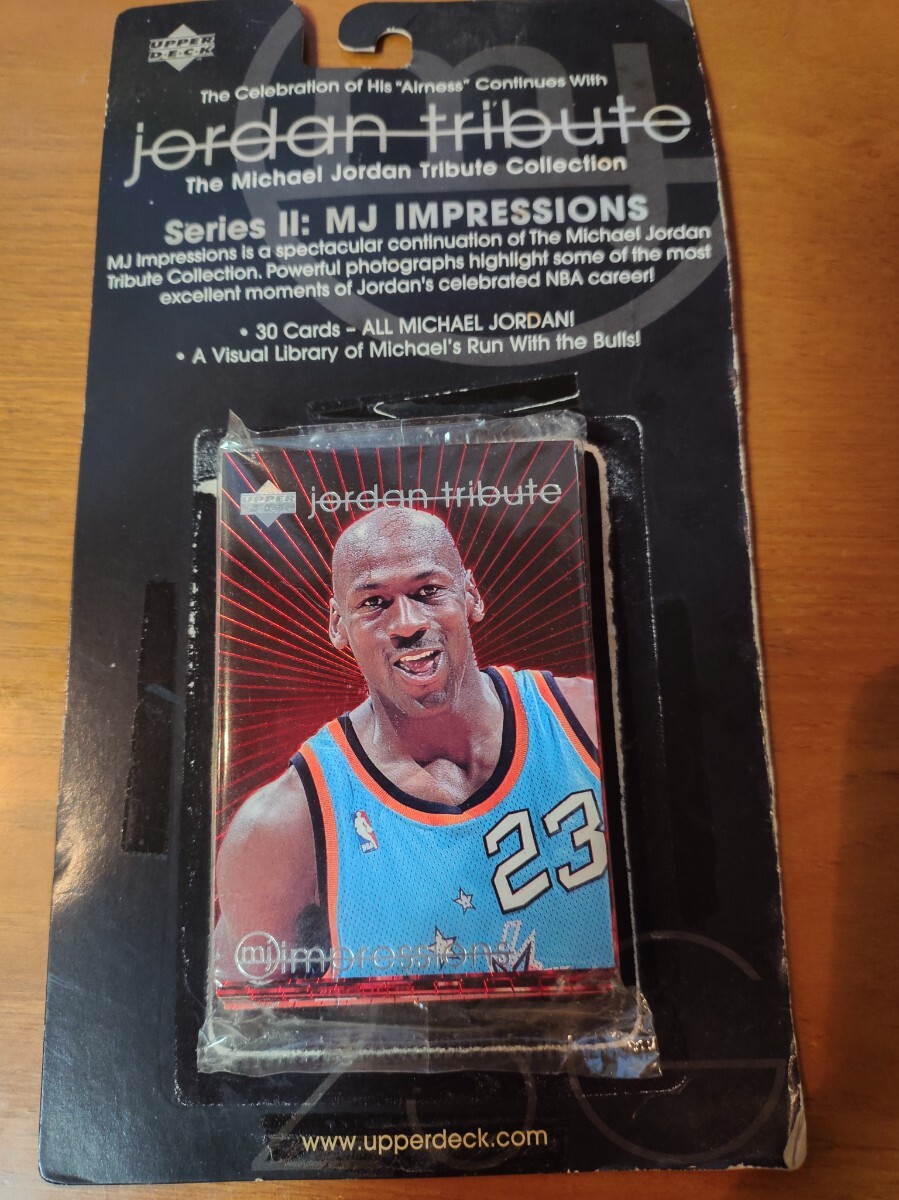 UPPER
D·E·C·K
The Celebration of His "Airness" Continues With
jordan tribute
The Michael Jordan Tribute Collection
Series II: MJ IMPRESSIONS
MJ Impressions is a spectacular continuation of The Michael Jordan
Tribute Collection. Powerful photographs highlight some of the most
excellent moments of Jordan's celebrated NBA career!
• 30 Cards – ALL MICHAEL JORDAN!
• A Visual Library of Michael's Run With the Bulls!
UPPER
DECK
jordan tribute
NBA
23
mj impressions
www.upperdeck.com